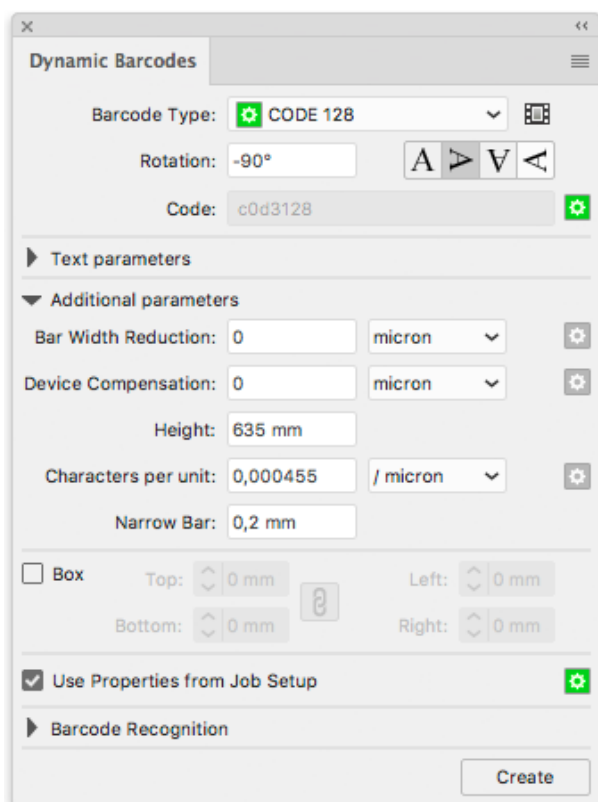 Dynamic Barcodes
Barcode Type: CODE 128
Rotation: -90° A A A A
Code: c0d3128
Text parameters
Additional parameters
Bar Width Reduction: 0 micron
Device Compensation: 0 micron
Height: 635 mm
Characters per unit: 0,000455 / micron
Narrow Bar: 0,2 mm
Box Top: 0 mm Left: 0 mm
Bottom: 0 mm Right: 0 mm
Use Properties from Job Setup
Barcode Recognition
Create